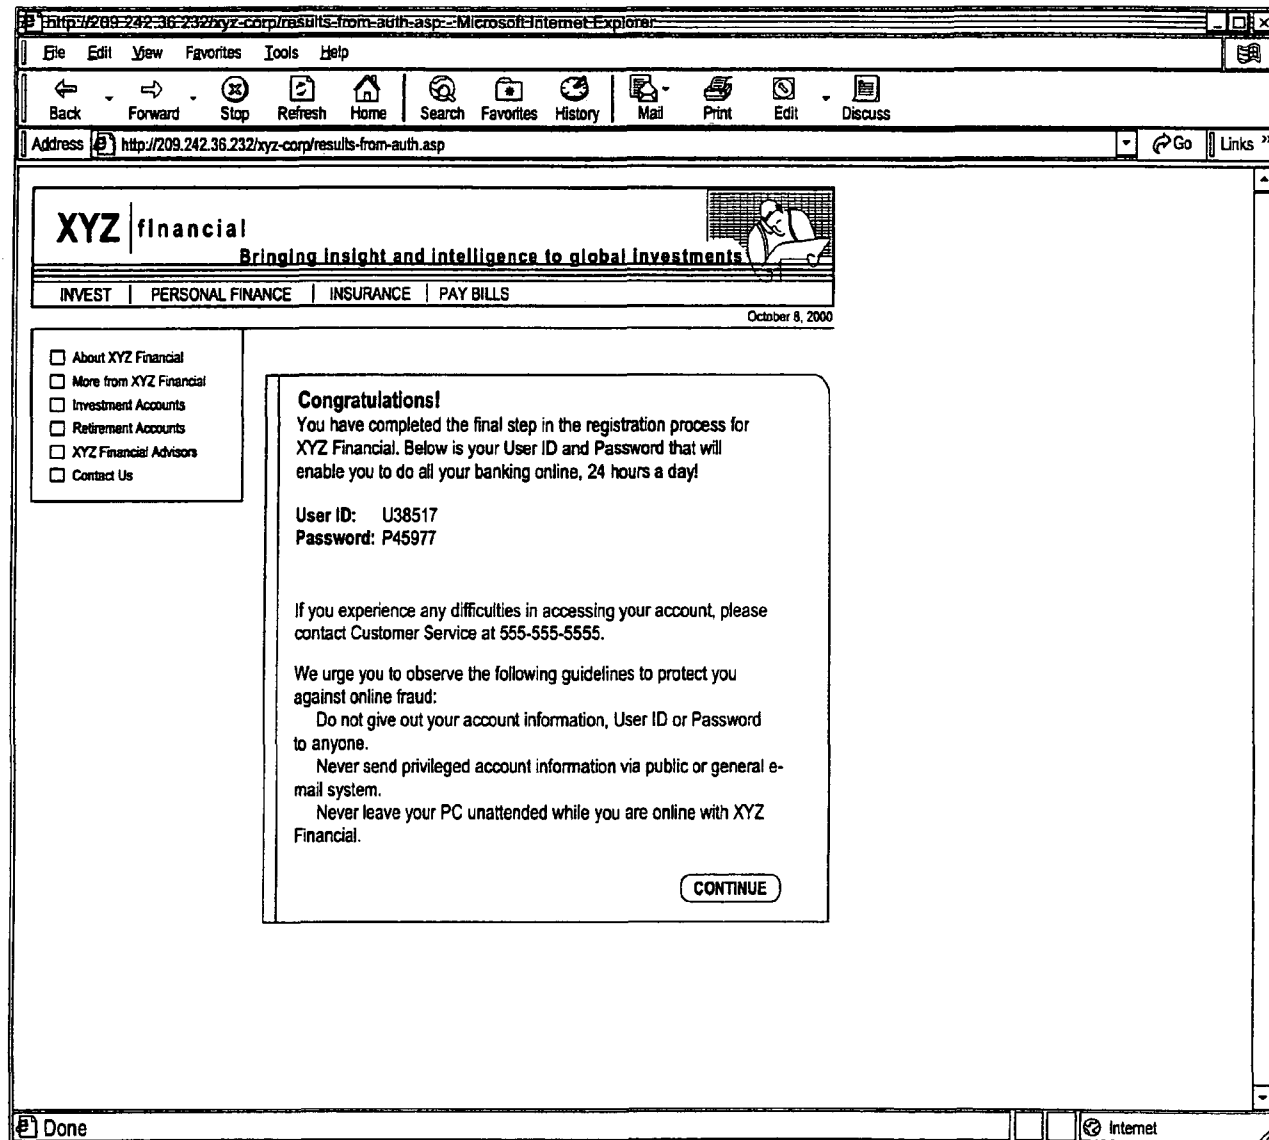 http://209.242.36.232/xyz-corp/results-from-auth.asp - Microsoft Internet Explorer
File Edit View Favorites Tools Help
Back Forward Stop Refresh Home Search Favorites History Mail Print Edit Discuss
Address http://209.242.36.232/xyz-corp/results-from-auth.asp Go Links »
XYZ financial
Bringing insight and intelligence to global investments
INVEST | PERSONAL FINANCE | INSURANCE | PAY BILLS
October 8, 2000
About XYZ Financial
More from XYZ Financial
Investment Accounts
Retirement Accounts
XYZ Financial Advisors
Contact Us
Congratulations!
You have completed the final step in the registration process for
XYZ Financial. Below is your User ID and Password that will
enable you to do all your banking online, 24 hours a day!
User ID: U38517
Password: P45977
If you experience any difficulties in accessing your account, please
contact Customer Service at 555-555-5555.
We urge you to observe the following guidelines to protect you
against online fraud:
Do not give out your account information, User ID or Password
to anyone.
Never send privileged account information via public or general e-
mail system.
Never leave your PC unattended while you are online with XYZ
Financial.
CONTINUE
Done Internet